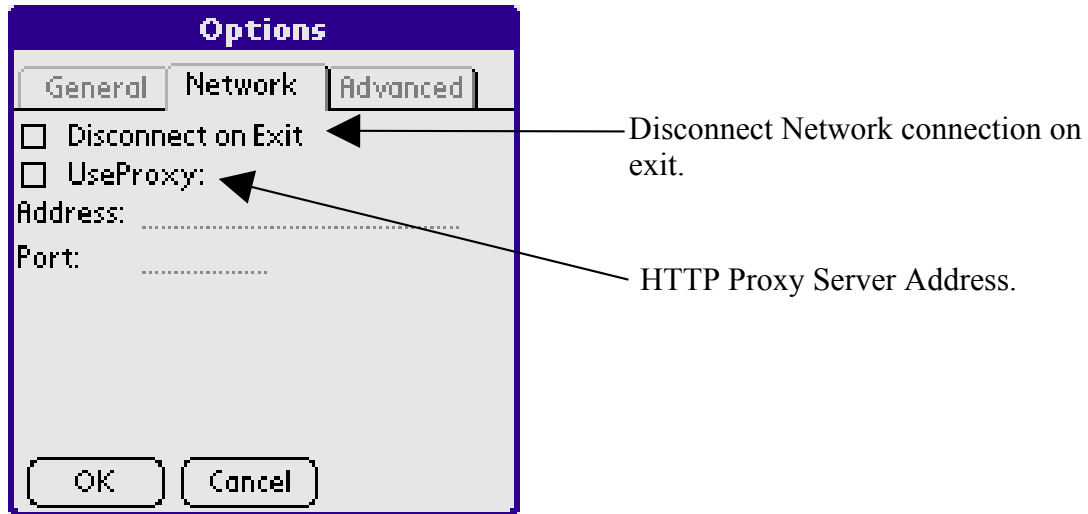 Options
General Network Advanced
Disconnect on Exit
UseProxy:
Address:
Port:
OK Cancel
Disconnect Network connection on
exit.
HTTP Proxy Server Address.